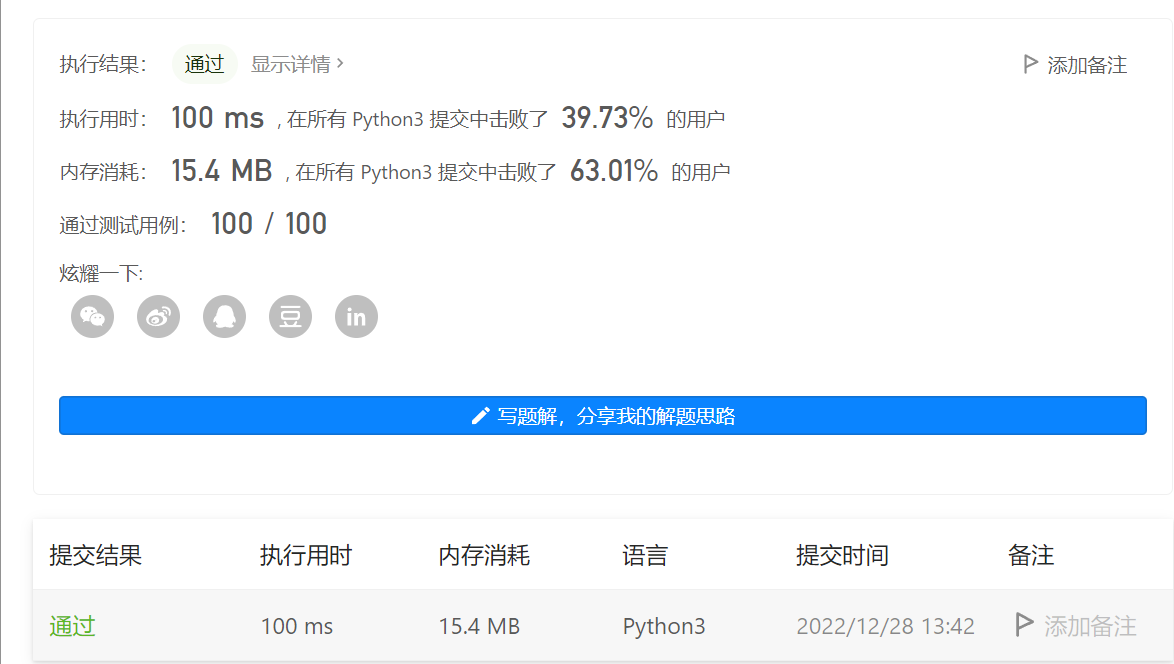 执行结果： 通过 显示详情 › 添加备注
执行用时： 100 ms , 在所有 Python3 提交中击败了 39.73% 的用户
内存消耗： 15.4 MB , 在所有 Python3 提交中击败了 63.01% 的用户
通过测试用例： 100 / 100
炫耀一下:
豆 in
写题解，分享我的解题思路
提交结果 执行用时 内存消耗 语言 提交时间 备注
通过 100 ms 15.4 MB Python3 2022/12/28 13:42 添加备注